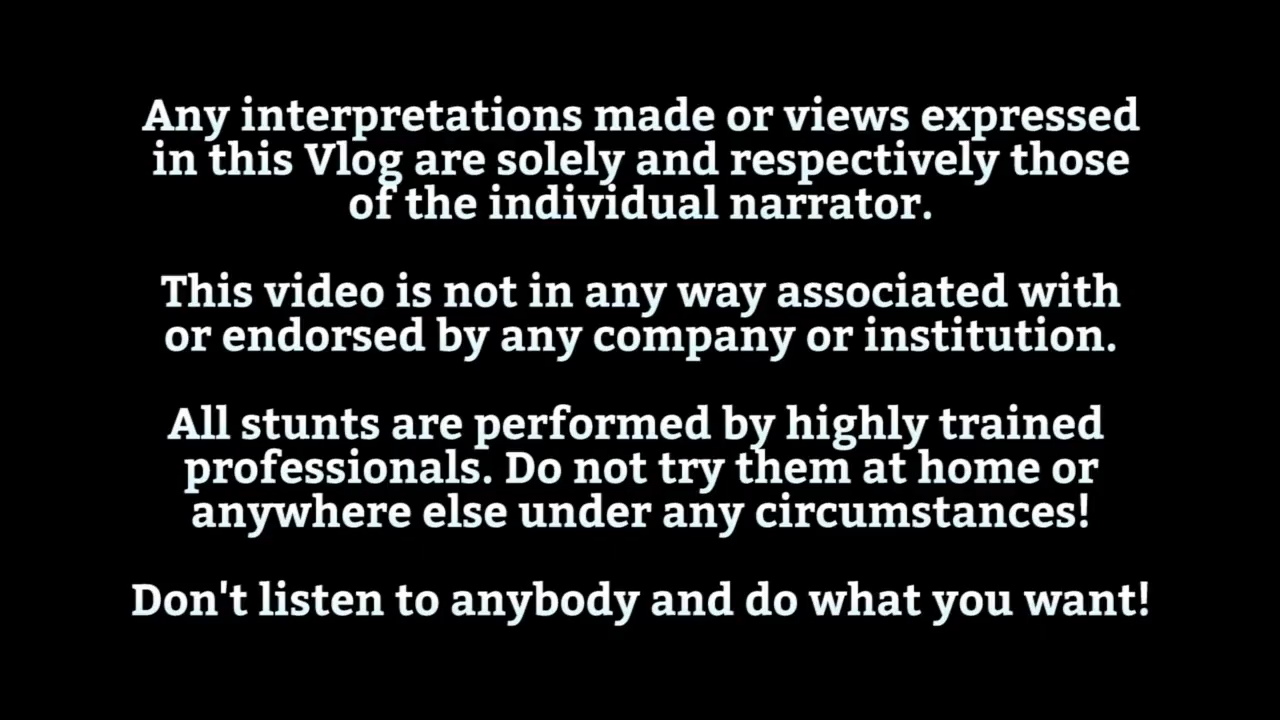 Any interpretations made or views expressed
in this Vlog are solely and respectively those
of the individual narrator.
This video is not in any way associated with
or endorsed by any company or institution.
All stunts are performed by highly trained
professionals. Do not try them at home or
anywhere else under any circumstances!
Don't listen to anybody and do what you want!